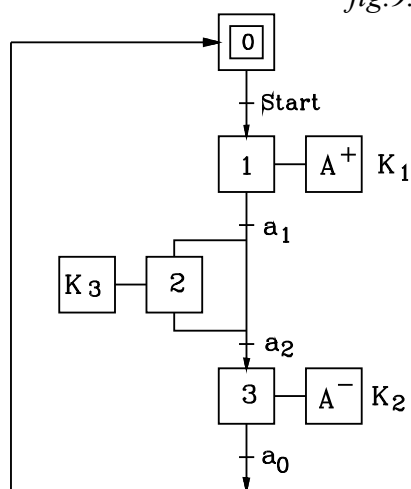 fig.9.
0
Start
1 A⁺ K₁
a₁
K₃ 2
a₂
3 A⁻ K₂
a₀